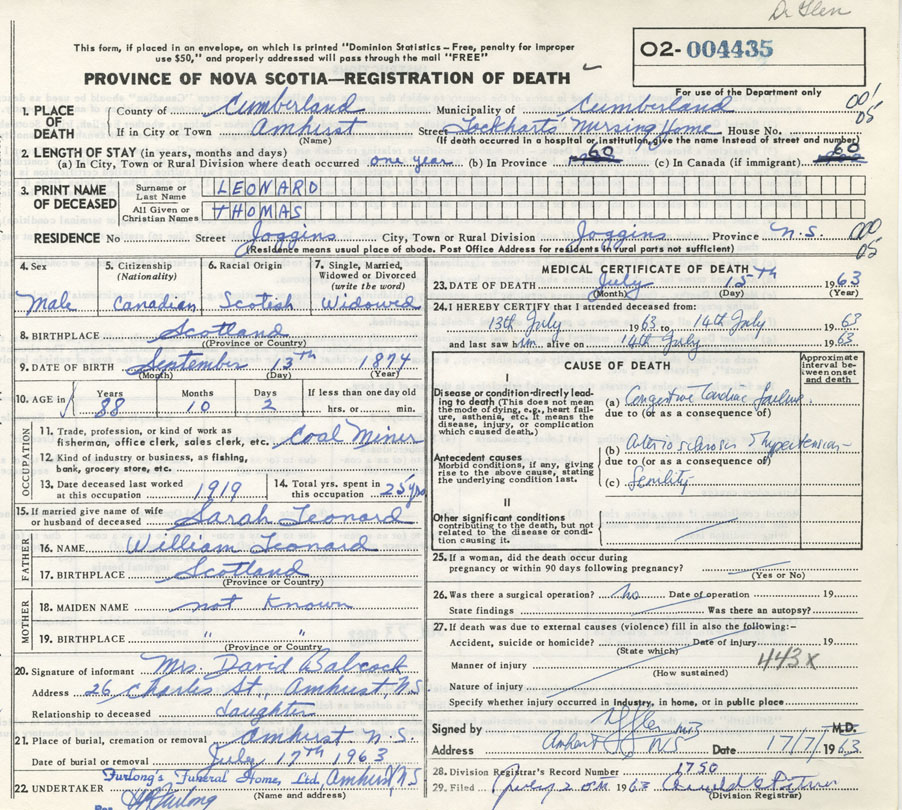 Dr Glen
This form, if placed in an envelope, on which is printed "Dominion Statistics–Free, penalty for improper
use $50," and properly addressed will pass through the mail "FREE"
O2-004435
PROVINCE OF NOVA SCOTIA—REGISTRATION OF DEATH
For use of the Department only
1. PLACE OF DEATH
County of Cumberland Municipality of Cumberland 001
If in City or Town Amhurst Street Lockharts' Nursing Home House No. 05
(Name) (If death occurred in a hospital or institution, give the name instead of street and number)
2. LENGTH OF STAY (in years, months and days)
(a) In City, Town or Rural Division where death occurred one year (b) In Province 60 (c) In Canada (if immigrant) 60
3. PRINT NAME OF DECEASED
Surname or Last Name LEONARD
All Given or Christian Names THOMAS
RESIDENCE No Street Joggins City, Town or Rural Division Joggins Province N.S. 000
(Residence means usual place of abode. Post Office Address for residents in rural parts not sufficient) 05
4. Sex
Male
5. Citizenship (Nationality)
Canadian
6. Racial Origin
Scotish
7. Single, Married, Widowed or Divorced (write the word)
Widowed
8. BIRTHPLACE Scotland
(Province or Country)
9. DATE OF BIRTH September 13th 1874
(Month) (Day) (Year)
10. AGE in Years Months Days If less than one day old
88 10 2 hrs. or min.
OCCUPATION
11. Trade, profession, or kind of work as
fisherman, office clerk, sales clerk, etc. Coal Miner
12. Kind of industry or business, as fishing,
bank, grocery store, etc.
13. Date deceased last worked
at this occupation 1919
14. Total yrs. spent in
this occupation 25 yrs
15. If married give name of wife
or husband of deceased Sarah Leonard
FATHER
16. NAME William Leonard
17. BIRTHPLACE Scotland
(Province or Country)
MOTHER
18. MAIDEN NAME not Known
19. BIRTHPLACE " "
(Province or Country)
20. Signature of informant Mrs. David Babcock
Address 26 Charles St., Amhurst, N.S
Relationship to deceased daughter
21. Place of burial, cremation or removal Amhurst N.S.
Date of burial or removal July 17th 1963
22. UNDERTAKER Furlong's Funeral Home, Ltd, Amhurst, N.S
(Name and address)
Per Furlong
MEDICAL CERTIFICATE OF DEATH
23. DATE OF DEATH July 15th 1963
(Month) (Day) (Year)
24. I HEREBY CERTIFY that I attended deceased from:
13th July 1963 to 14th July 1963
and last saw him alive on 14th July 1963
CAUSE OF DEATH
Approximate interval between onset and death
I
Disease or condition directly leading to death (This does not mean the mode of dying, e.g., heart failure, asthenia, etc. It means the disease, injury, or complication which caused death.)
(a) Congestive Cardiac failure
due to (or as a consequence of)
Antecedent causes
Morbid conditions, if any, giving rise to the above cause, stating the underlying condition last.
(b) Arterio sclerosis & hypertension
due to (or as a consequence of)
(c) Senility
II
Other significant conditions
contributing to the death, but not related to the disease or condition causing it.
25. If a woman, did the death occur during
pregnancy or within 90 days following pregnancy?
(Yes or No)
26. Was there a surgical operation? no Date of operation 19
State findings Was there an autopsy?
27. If death was due to external causes (violence) fill in also the following:–
Accident, suicide or homicide? Date of injury 19
(State which)
Manner of injury 443x
(How sustained)
Nature of injury
Specify whether injury occurred in Industry, in home, or in public place
Signed by M.D.
Address Amherst NS Date 17/7/1963
28. Division Registrar's Record Number 1750
29. Filed July 1963
(Division Registrar)